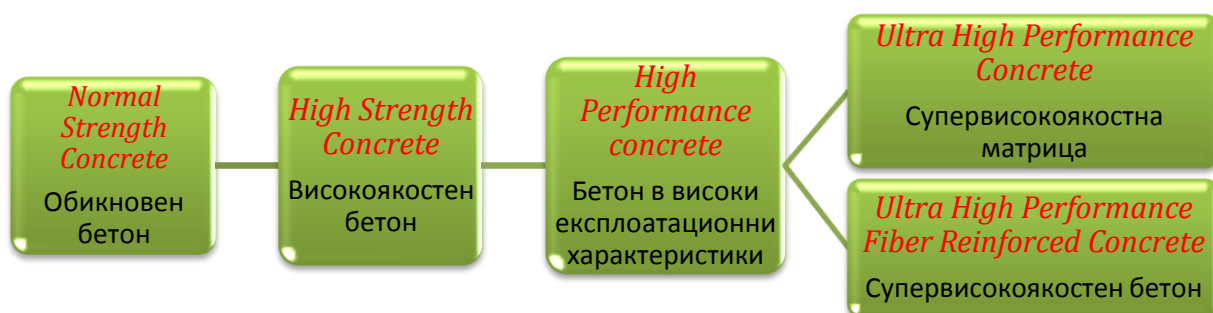 Normal
Strength
Concrete
Обикновен
бетон
High Strength
Concrete
Високоякостен
бетон
High
Performance
concrete
Бетон в високи
експлоатационни
характеристики
Ultra High Performance
Concrete
Супервисокоякостна
матрица
Ultra High Performance
Fiber Reinforced Concrete
Супервисокоякостен бетон